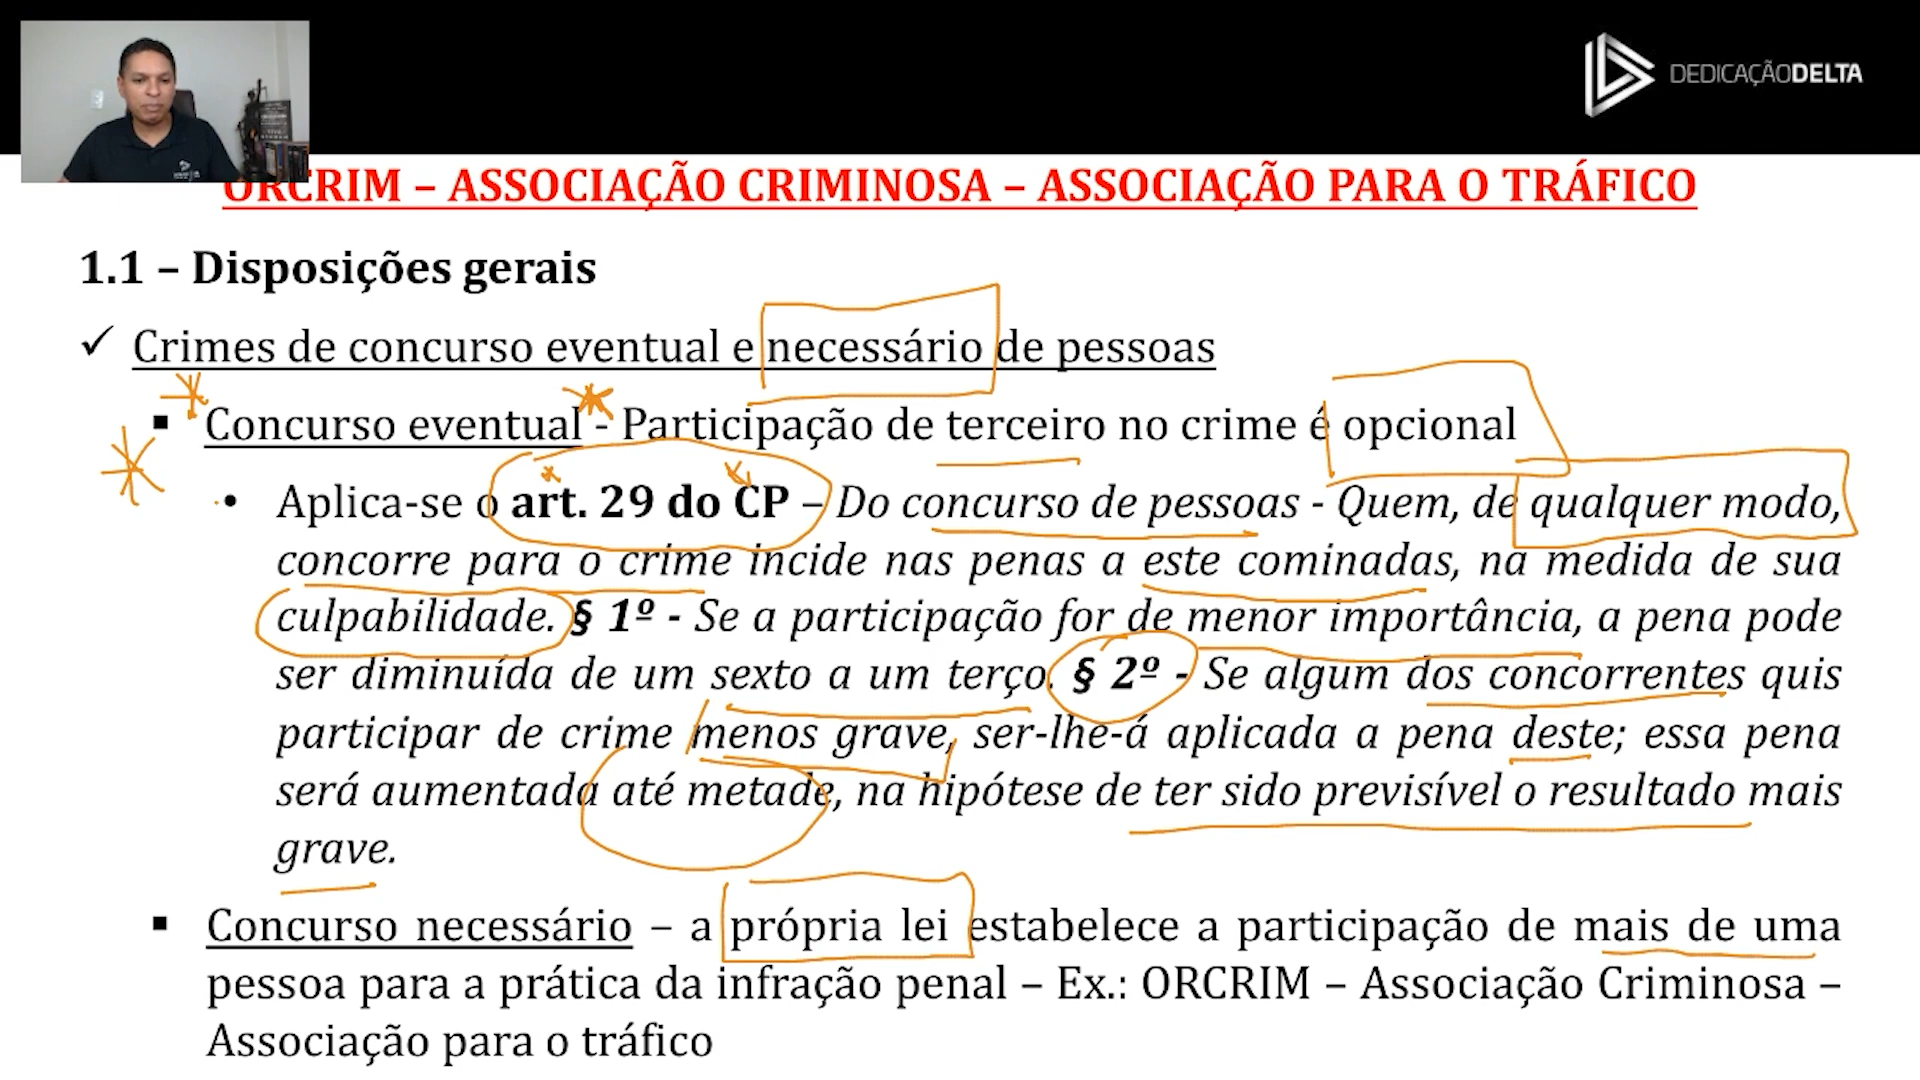 DEDICAÇÃODELTA
ORCRIM – ASSOCIAÇÃO CRIMINOSA – ASSOCIAÇÃO PARA O TRÁFICO
1.1 – Disposições gerais
✓ Crimes de concurso eventual e necessário de pessoas
▪ Concurso eventual - Participação de terceiro no crime é opcional
• Aplica-se o art. 29 do CP – Do concurso de pessoas - Quem, de qualquer modo,
concorre para o crime incide nas penas a este cominadas, na medida de sua
culpabilidade. § 1º - Se a participação for de menor importância, a pena pode
ser diminuída de um sexto a um terço. § 2º - Se algum dos concorrentes quis
participar de crime menos grave, ser-lhe-á aplicada a pena deste; essa pena
será aumentada até metade, na hipótese de ter sido previsível o resultado mais
grave.
▪ Concurso necessário – a própria lei estabelece a participação de mais de uma
pessoa para a prática da infração penal – Ex.: ORCRIM – Associação Criminosa –
Associação para o tráfico